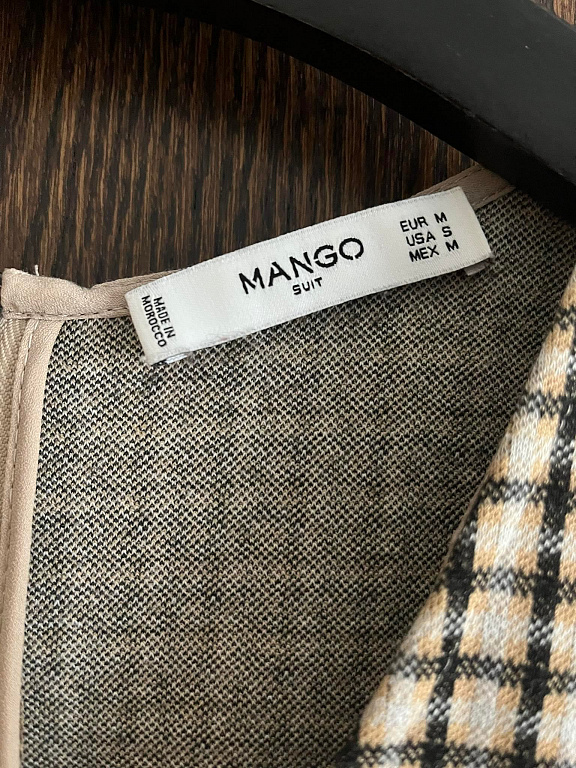 MANGO
SUIT
EUR M
USA S
MEX M
MADE IN
MOROCCO